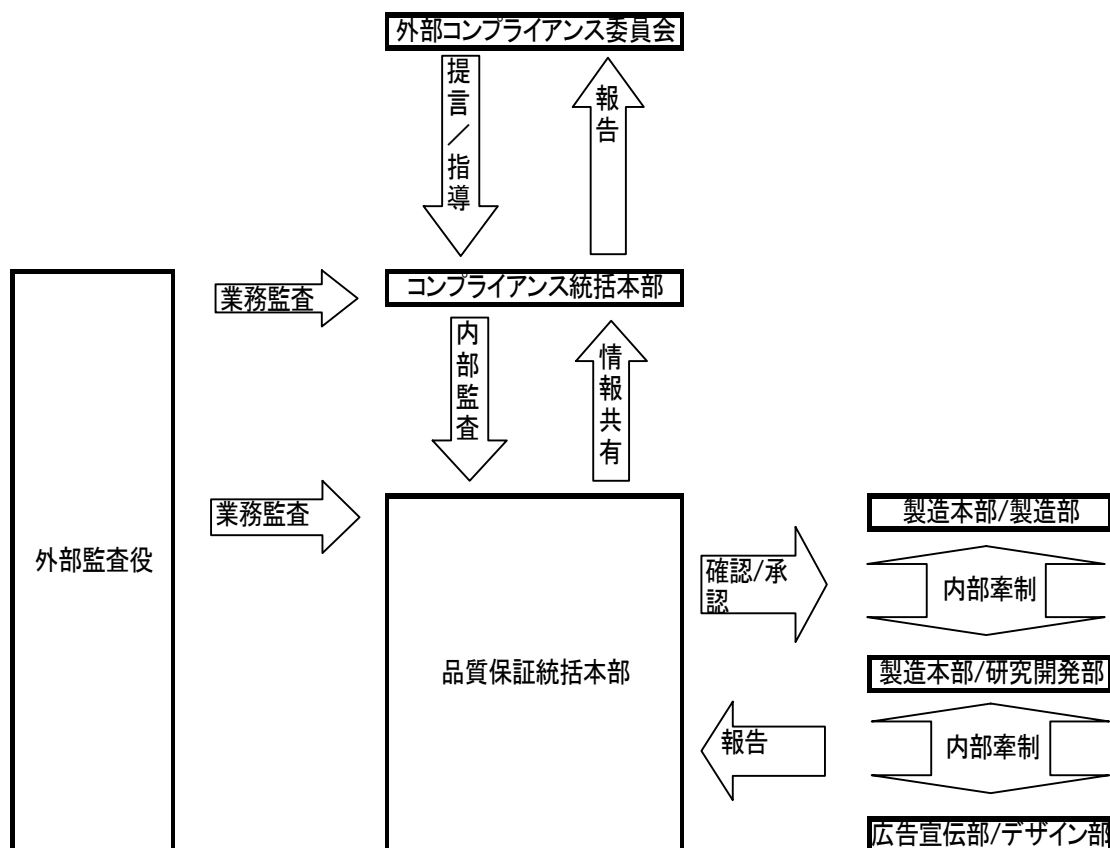 外部コンプライアンス委員会
提言／指導
報告
コンプライアンス統括本部
業務監査
内部監査
情報共有
業務監査
製造本部/製造部
外部監査役
確認/承
認
内部牽制
品質保証統括本部
製造本部/研究開発部
報告
内部牽制
広告宣伝部/デザイン部